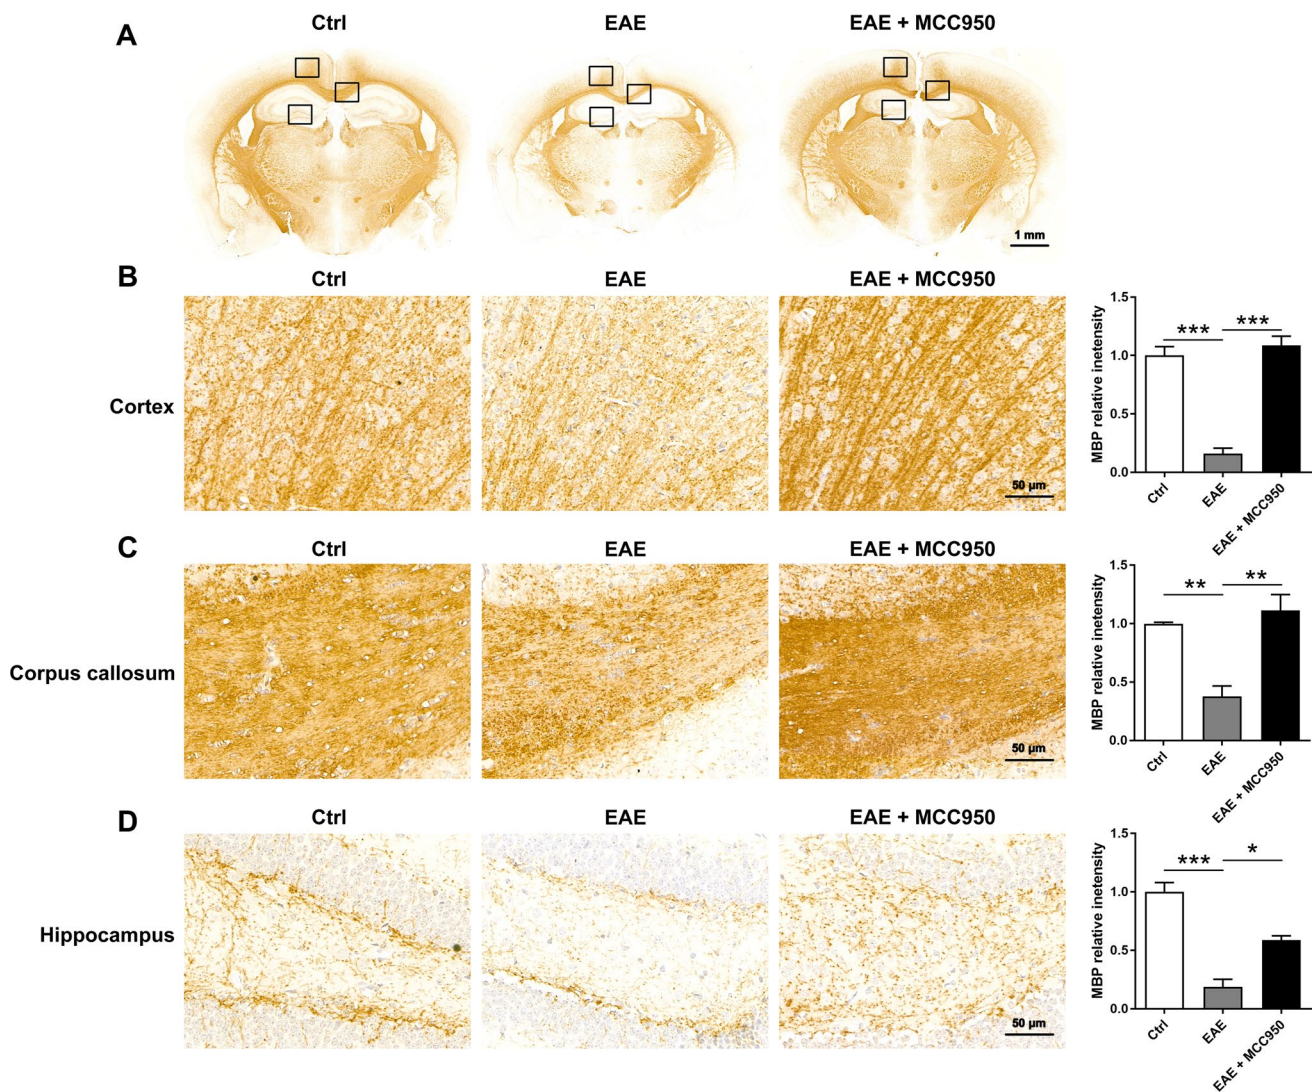 A
Ctrl
EAE
EAE + MCC950
1 mm
B
Ctrl
EAE
EAE + MCC950
Cortex
50 µm
MBP relative inetensity
1.5
1.0
0.5
0.0
***
***
Ctrl
EAE
EAE + MCC950
C
Ctrl
EAE
EAE + MCC950
Corpus callosum
50 µm
MBP relative inetensity
1.5
1.0
0.5
0.0
**
**
Ctrl
EAE
EAE + MCC950
D
Ctrl
EAE
EAE + MCC950
Hippocampus
50 µm
MBP relative inetensity
1.5
1.0
0.5
0.0
***
*
Ctrl
EAE
EAE + MCC950